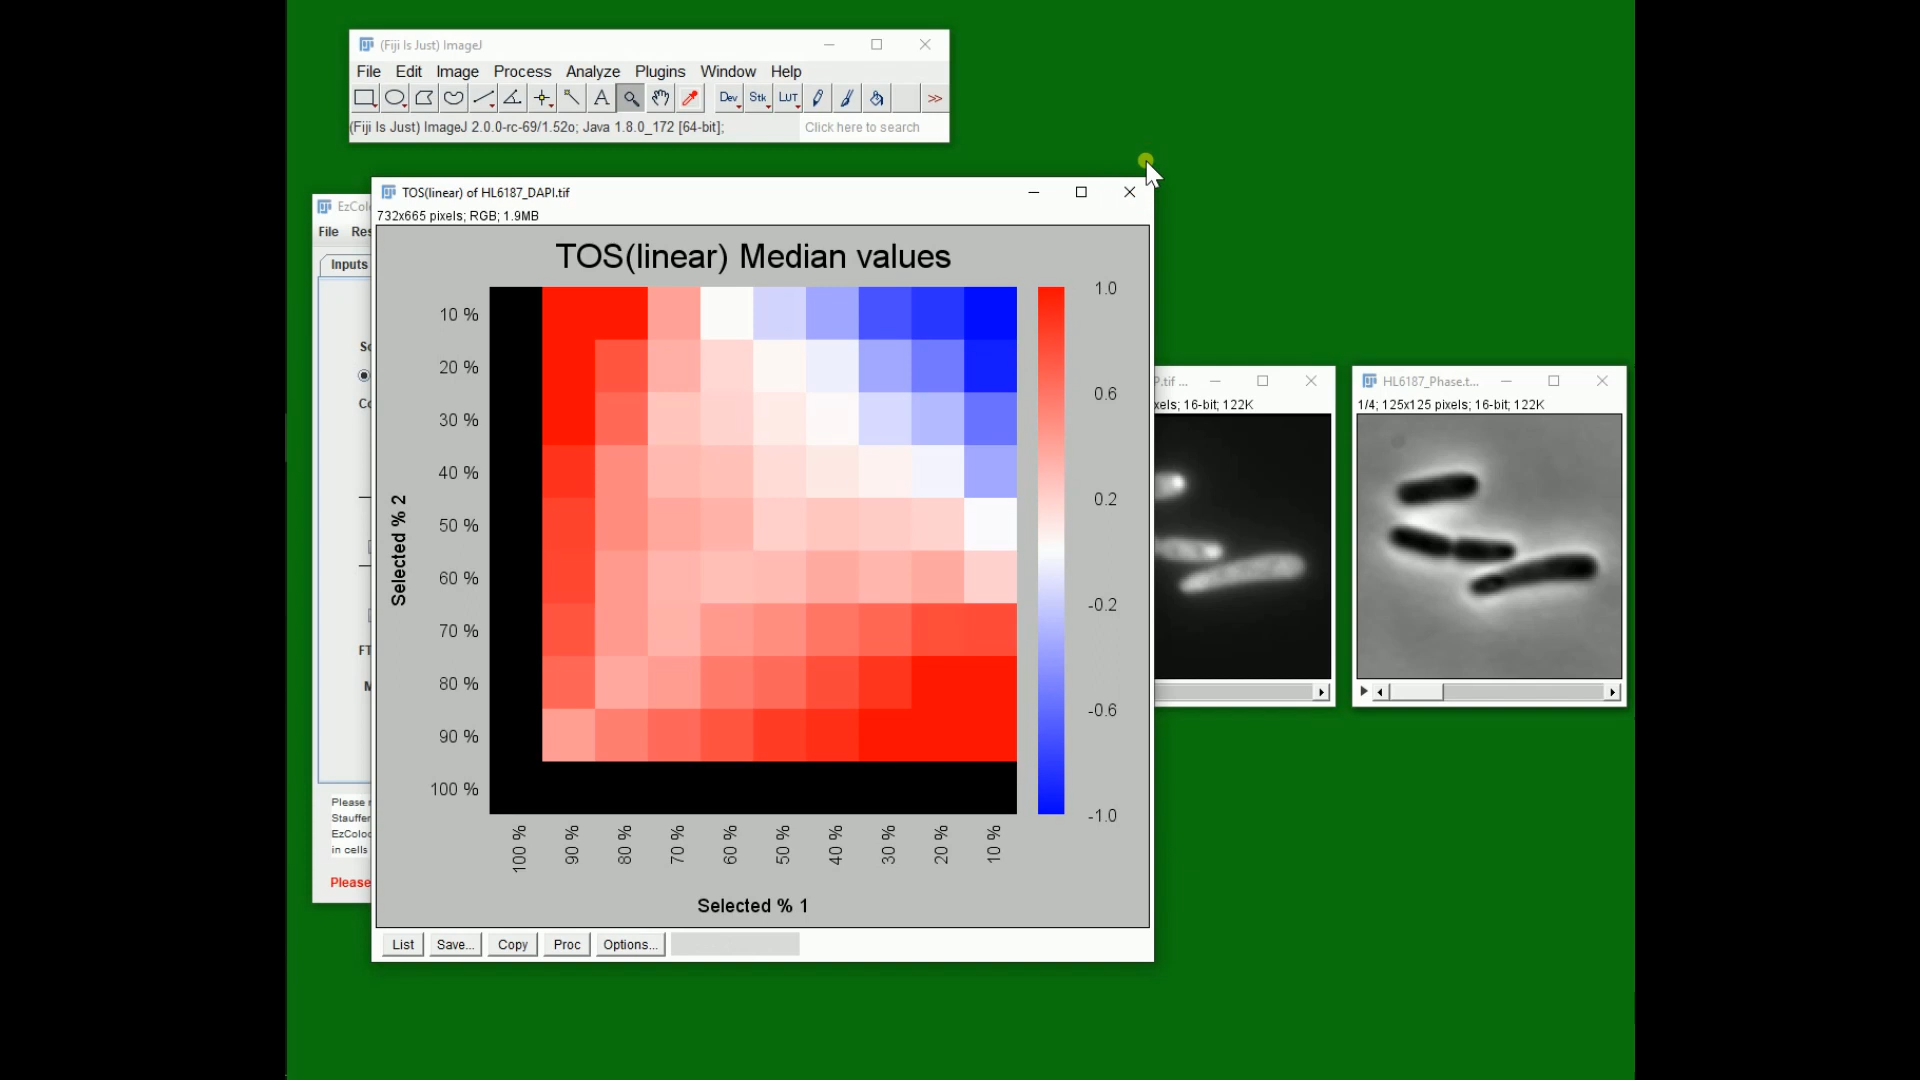 (Fiji Is Just) ImageJ
File Edit Image Process Analyze Plugins Window Help
Dev Stk LUT >>
(Fiji Is Just) ImageJ 2.0.0-rc-69/1.52o; Java 1.8.0_172 [64-bit];
Click here to search
File
Inputs
Please
TOS(linear) of HL6187_DAPI.tif
732x665 pixels; RGB; 1.9MB
TOS(linear) Median values
Selected % 2
10 %
20 %
30 %
40 %
50 %
60 %
70 %
80 %
90 %
100 %
100 %
90 %
80 %
70 %
60 %
50 %
40 %
30 %
20 %
10 %
Selected % 1
1.0
0.6
0.2
-0.2
-0.6
-1.0
List Save... Copy Proc Options...
16-bit; 122K
HL6187_Phase.t...
1/4; 125x125 pixels; 16-bit; 122K
Please
in cells